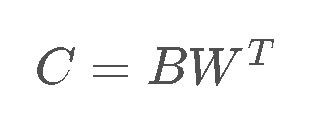 C = BW^T